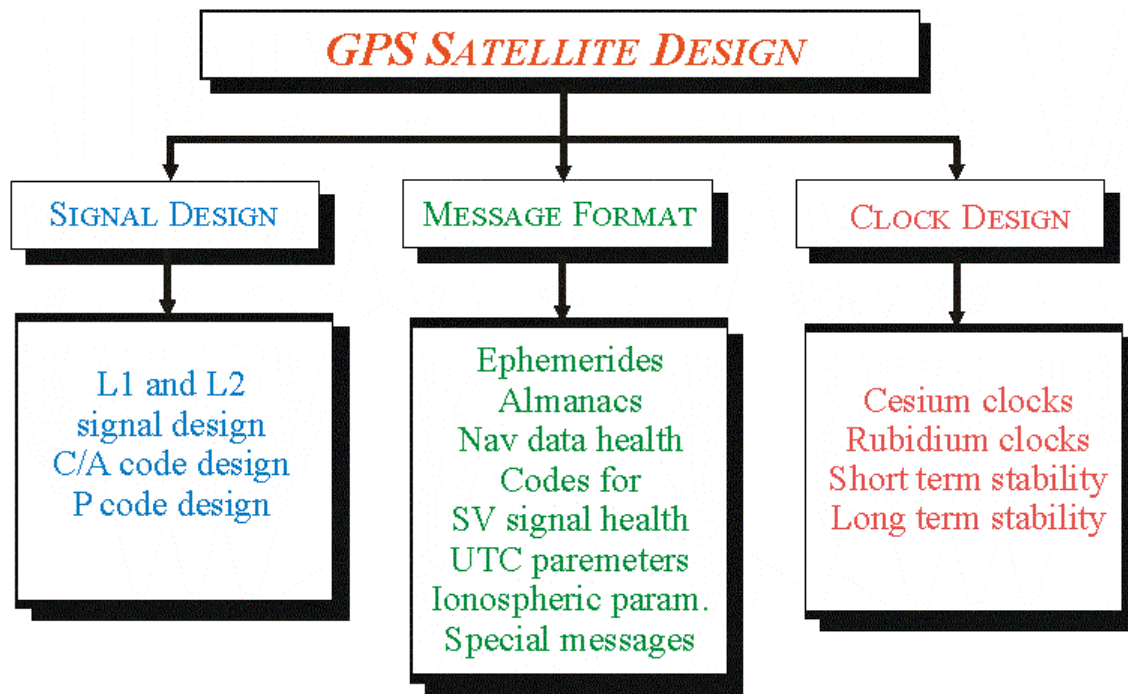 GPS SATELLITE DESIGN
SIGNAL DESIGN
MESSAGE FORMAT
CLOCK DESIGN
L1 and L2
signal design
C/A code design
P code design
Ephemerides
Almanacs
Nav data health
Codes for
SV signal health
UTC paremeters
Ionospheric param.
Special messages
Cesium clocks
Rubidium clocks
Short term stability
Long term stability